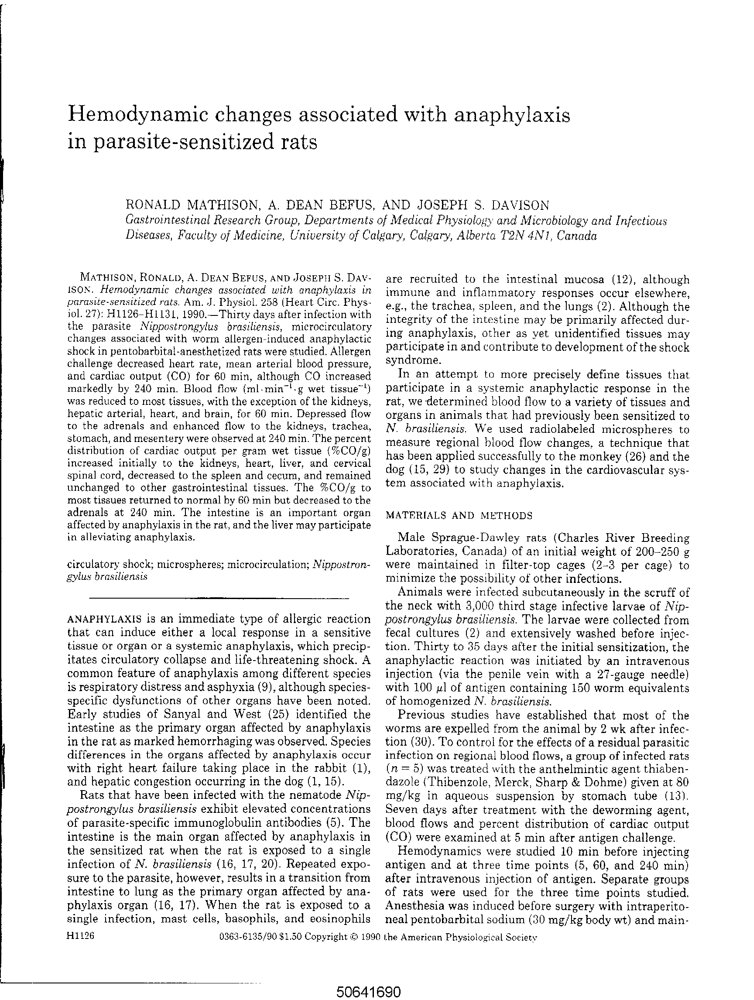 Hemodynamic changes associated with anaphylaxis
in parasite-sensitized rats
RONALD MATHISON, A. DEAN BEFUS, AND JOSEPH S. DAVISON
Gastrointestinal Research Group, Departments of Medical Physiology and Microbiology and Infectious
Diseases, Faculty of Medicine, University of Calgary, Calgary, Alberta T2N 4N1, Canada
MATHISON, RONALD, A. DEAN BEFUS, AND JOSEPH S. DAV-
ISON. Hemodynamic changes associated with anaphylaxis in
parasite-sensitized rats. Am. J. Physiol. 258 (Heart Circ. Phys-
iol. 27): H1126-H1131, 1990.—Thirty days after infection with
the parasite Nippostrongylus brasiliensis, microcirculatory
changes associated with worm allergen-induced anaphylactic
shock in pentobarbital-anesthetized rats were studied. Allergen
challenge decreased heart rate, mean arterial blood pressure,
and cardiac output (CO) for 60 min, although CO increased
markedly by 240 min. Blood flow (ml·min⁻¹·g wet tissue⁻¹)
was reduced to most tissues, with the exception of the kidneys,
hepatic arterial, heart, and brain, for 60 min. Depressed flow
to the adrenals and enhanced flow to the kidneys, trachea,
stomach, and mesentery were observed at 240 min. The percent
distribution of cardiac output per gram wet tissue (%CO/g)
increased initially to the kidneys, heart, liver, and cervical
spinal cord, decreased to the spleen and cecum, and remained
unchanged to other gastrointestinal tissues. The %CO/g to
most tissues returned to normal by 60 min but decreased to the
adrenals at 240 min. The intestine is an important organ
affected by anaphylaxis in the rat, and the liver may participate
in alleviating anaphylaxis.
circulatory shock; microspheres; microcirculation; Nippostron-
gylus brasiliensis
ANAPHYLAXIS is an immediate type of allergic reaction
that can induce either a local response in a sensitive
tissue or organ or a systemic anaphylaxis, which precip-
itates circulatory collapse and life-threatening shock. A
common feature of anaphylaxis among different species
is respiratory distress and asphyxia (9), although species-
specific dysfunctions of other organs have been noted.
Early studies of Sanyal and West (25) identified the
intestine as the primary organ affected by anaphylaxis
in the rat as marked hemorrhaging was observed. Species
differences in the organs affected by anaphylaxis occur
with right heart failure taking place in the rabbit (1),
and hepatic congestion occurring in the dog (1, 15).
Rats that have been infected with the nematode Nip-
postrongylus brasiliensis exhibit elevated concentrations
of parasite-specific immunoglobulin antibodies (5). The
intestine is the main organ affected by anaphylaxis in
the sensitized rat when the rat is exposed to a single
infection of N. brasiliensis (16, 17, 20). Repeated expo-
sure to the parasite, however, results in a transition from
intestine to lung as the primary organ affected by ana-
phylaxis organ (16, 17). When the rat is exposed to a
single infection, mast cells, basophils, and eosinophils
are recruited to the intestinal mucosa (12), although
immune and inflammatory responses occur elsewhere,
e.g., the trachea, spleen, and the lungs (2). Although the
integrity of the intestine may be primarily affected dur-
ing anaphylaxis, other as yet unidentified tissues may
participate in and contribute to development of the shock
syndrome.
In an attempt to more precisely define tissues that
participate in a systemic anaphylactic response in the
rat, we determined blood flow to a variety of tissues and
organs in animals that had previously been sensitized to
N. brasiliensis. We used radiolabeled microspheres to
measure regional blood flow changes, a technique that
has been applied successfully to the monkey (26) and the
dog (15, 29) to study changes in the cardiovascular sys-
tem associated with anaphylaxis.
MATERIALS AND METHODS
Male Sprague-Dawley rats (Charles River Breeding
Laboratories, Canada) of an initial weight of 200–250 g
were maintained in filter-top cages (2–3 per cage) to
minimize the possibility of other infections.
Animals were infected subcutaneously in the scruff of
the neck with 3,000 third stage infective larvae of Nip-
postrongylus brasiliensis. The larvae were collected from
fecal cultures (2) and extensively washed before injec-
tion. Thirty to 35 days after the initial sensitization, the
anaphylactic reaction was initiated by an intravenous
injection (via the penile vein with a 27-gauge needle)
with 100 μl of antigen containing 150 worm equivalents
of homogenized N. brasiliensis.
Previous studies have established that most of the
worms are expelled from the animal by 2 wk after infec-
tion (30). To control for the effects of a residual parasitic
infection on regional blood flows, a group of infected rats
(n = 5) was treated with the anthelmintic agent thiaben-
dazole (Thibenzole, Merck, Sharp & Dohme) given at 80
mg/kg in aqueous suspension by stomach tube (13).
Seven days after treatment with the deworming agent,
blood flows and percent distribution of cardiac output
(CO) were examined at 5 min after antigen challenge.
Hemodynamics were studied 10 min before injecting
antigen and at three time points (5, 60, and 240 min)
after intravenous injection of antigen. Separate groups
of rats were used for the three time points studied.
Anesthesia was induced before surgery with intraperito-
neal pentobarbital sodium (30 mg/kg body wt) and main-
H1126
0363-6135/90 $1.50 Copyright © 1990 the American Physiological Society
50641690